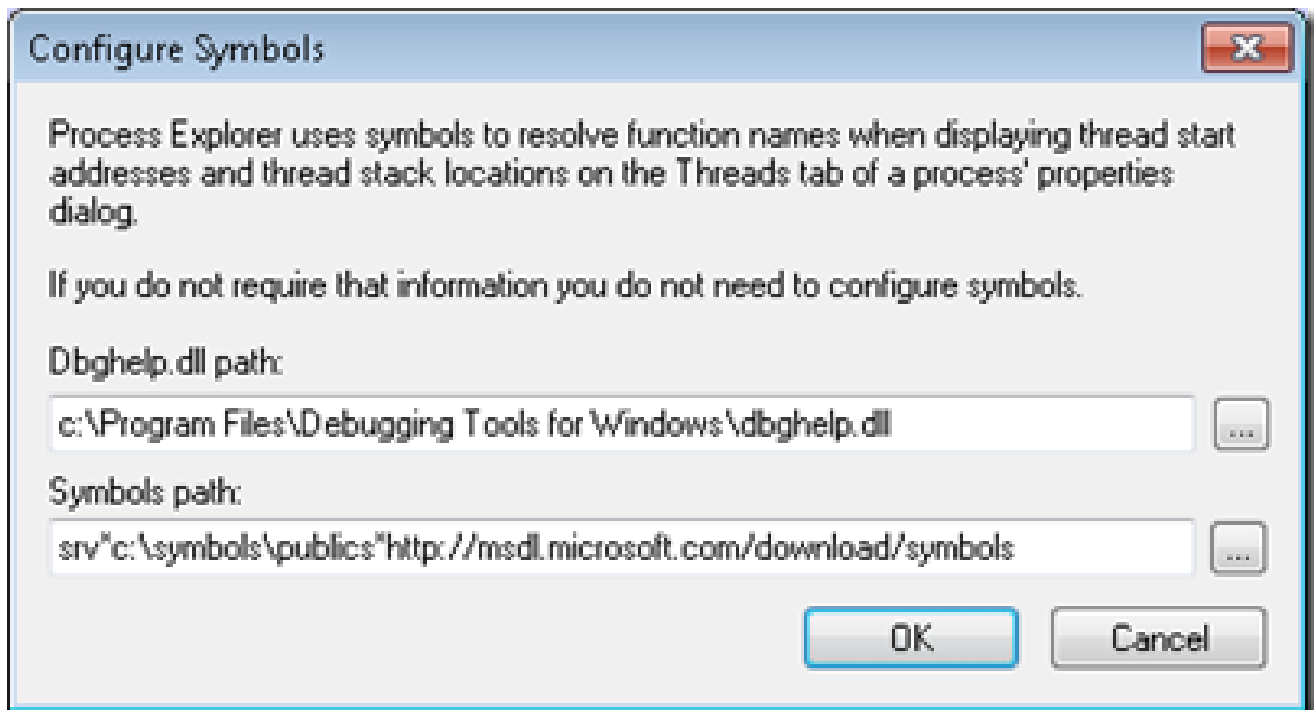 Configure Symbols
Process Explorer uses symbols to resolve function names when displaying thread start
addresses and thread stack locations on the Threads tab of a process' properties
dialog.
If you do not require that information you do not need to configure symbols.
Dbghelp.dll path:
c:\Program Files\Debugging Tools for Windows\dbghelp.dll
...
Symbols path:
srv*c:\symbols\publics*http://msdl.microsoft.com/download/symbols
...
OK
Cancel